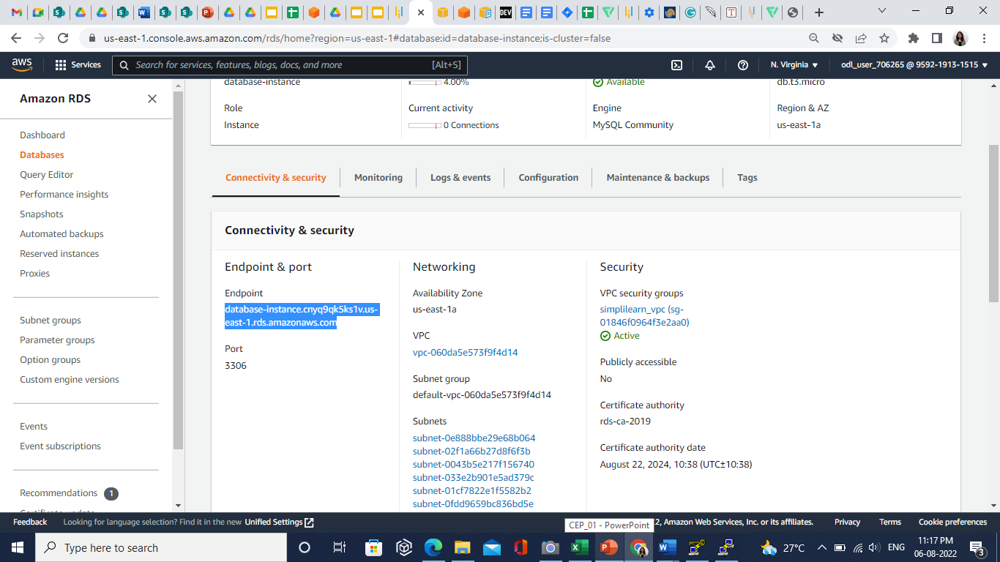 DEV
us-east-1.console.aws.amazon.com/rds/home?region=us-east-1#database:id=database-instance;is-cluster=false
aws
Services
Search for services, features, blogs, docs, and more
[Alt+S]
N. Virginia
odl_user_706265 @ 9592-1913-1515
Amazon RDS
Dashboard
Databases
Query Editor
Performance insights
Snapshots
Automated backups
Reserved instances
Proxies
Subnet groups
Parameter groups
Option groups
Custom engine versions
Events
Event subscriptions
Recommendations 1
Certificate update
database-instance
4.00%
Available
db.t3.micro
Role
Current activity
Engine
Region & AZ
Instance
0 Connections
MySQL Community
us-east-1a
Connectivity & security
Monitoring
Logs & events
Configuration
Maintenance & backups
Tags
Connectivity & security
Endpoint & port
Endpoint
database-instance.cnyq9qk5ks1v.us-
east-1.rds.amazonaws.com
Port
3306
Networking
Availability Zone
us-east-1a
VPC
vpc-060da5e573f9f4d14
Subnet group
default-vpc-060da5e573f9f4d14
Subnets
subnet-0e888bbe29e68b064
subnet-02f1a66b27d8f6f3b
subnet-0043b5e217f156740
subnet-033e2b901e5ad379c
subnet-01cf7822e1f5582b2
subnet-0fdd9659bc836bd5e
Security
VPC security groups
simplilearn_vpc (sg-
01846f0964f3e2aa0)
Active
Publicly accessible
No
Certificate authority
rds-ca-2019
Certificate authority date
August 22, 2024, 10:38 (UTC±10:38)
Feedback
Looking for language selection? Find it in the new Unified Settings
CEP_01 - PowerPoint
2, Amazon Web Services, Inc. or its affiliates.
Privacy
Terms
Cookie preferences
Type here to search
27°C
ENG
11:17 PM
06-08-2022
3